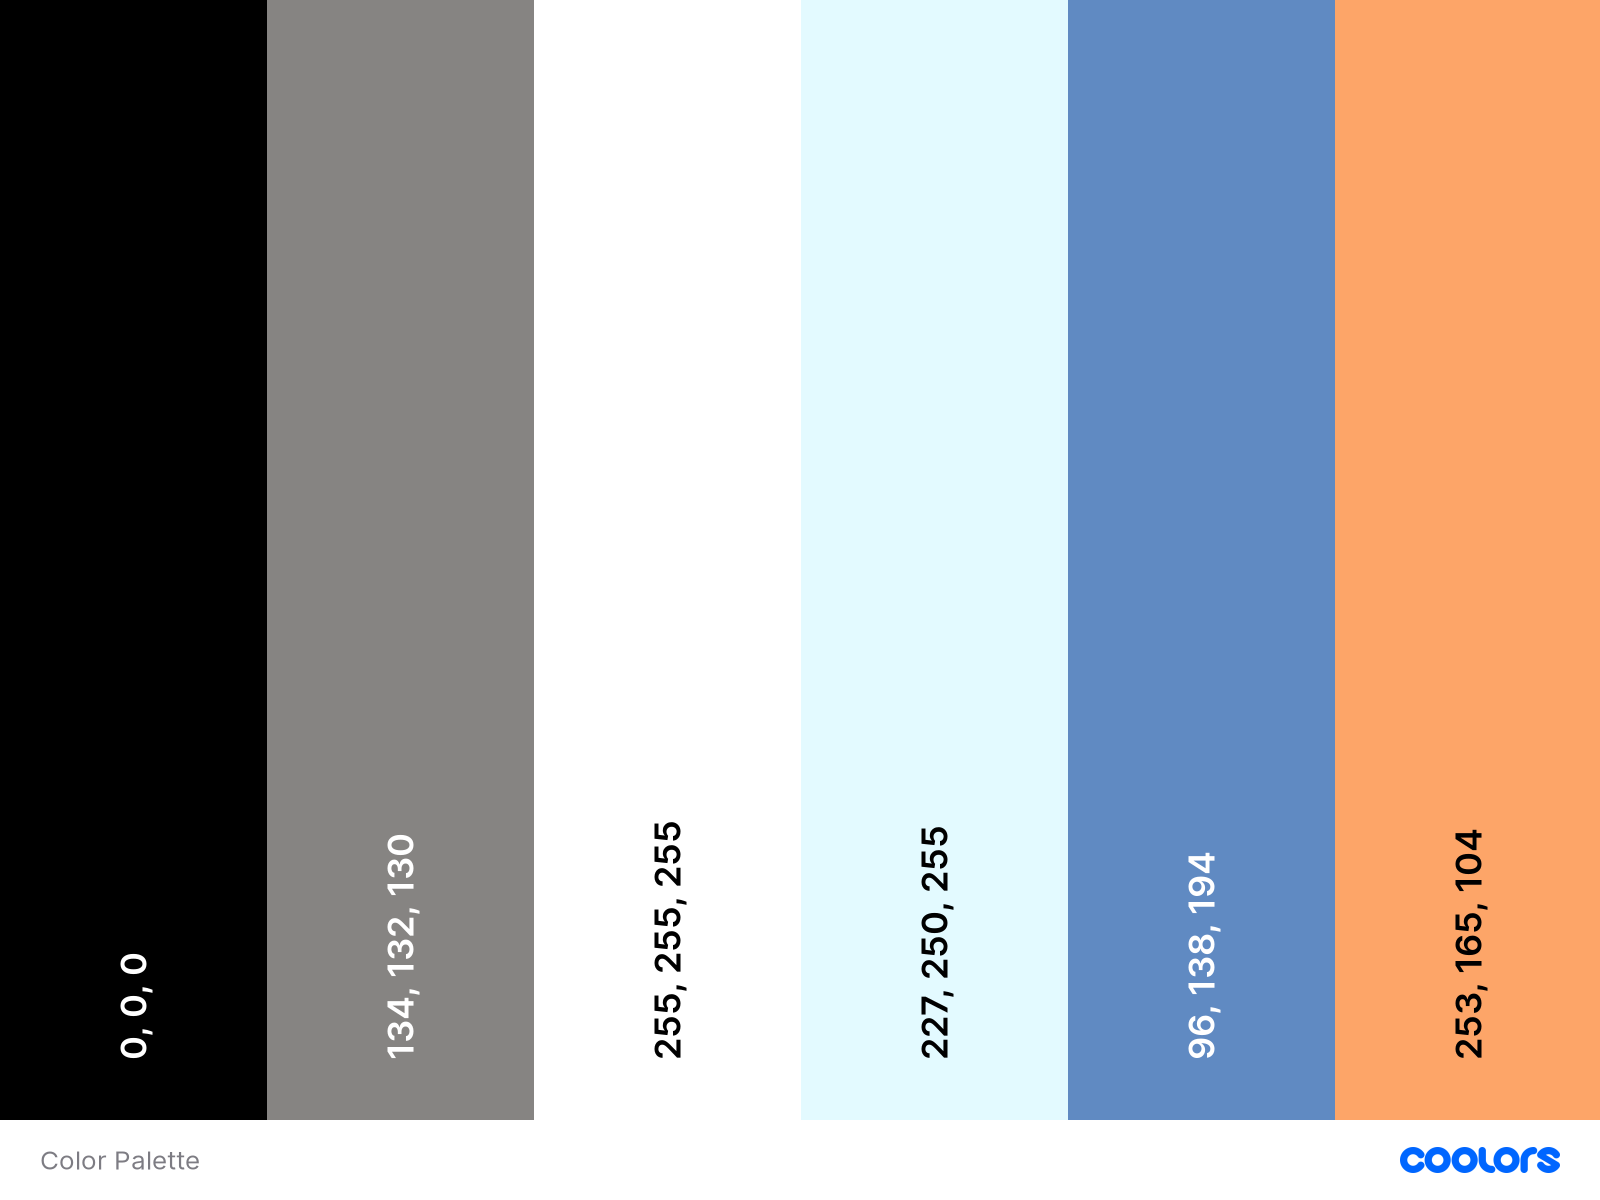 0, 0, 0
134, 132, 130
255, 255, 255
227, 250, 255
96, 138, 194
253, 165, 104
Color Palette
coolors